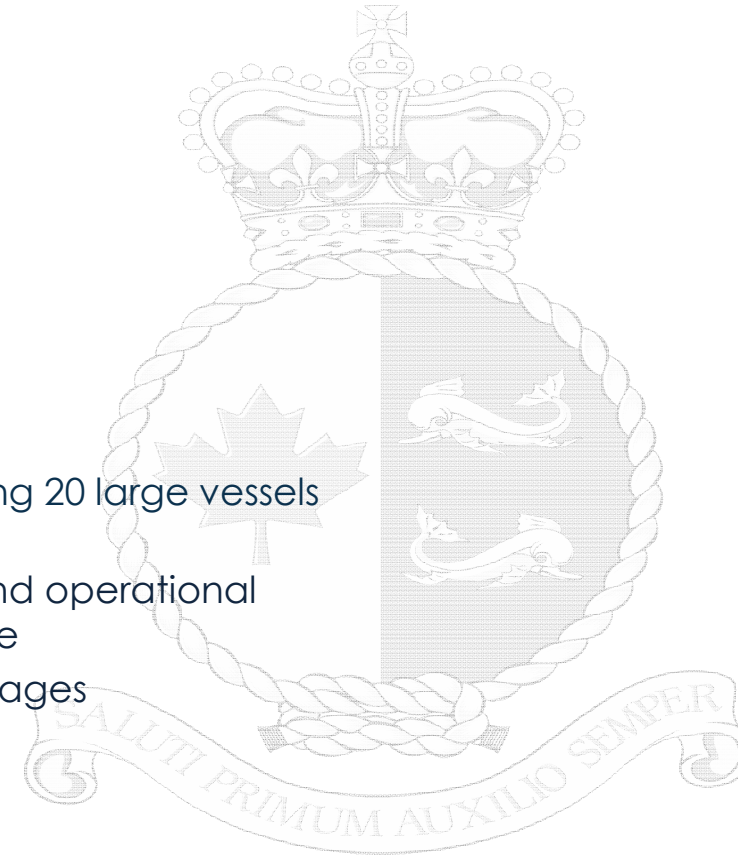 ng 20 large vessels
nd operational
e
ages
SALUTI PRIMUM AUXILIO SEMPER